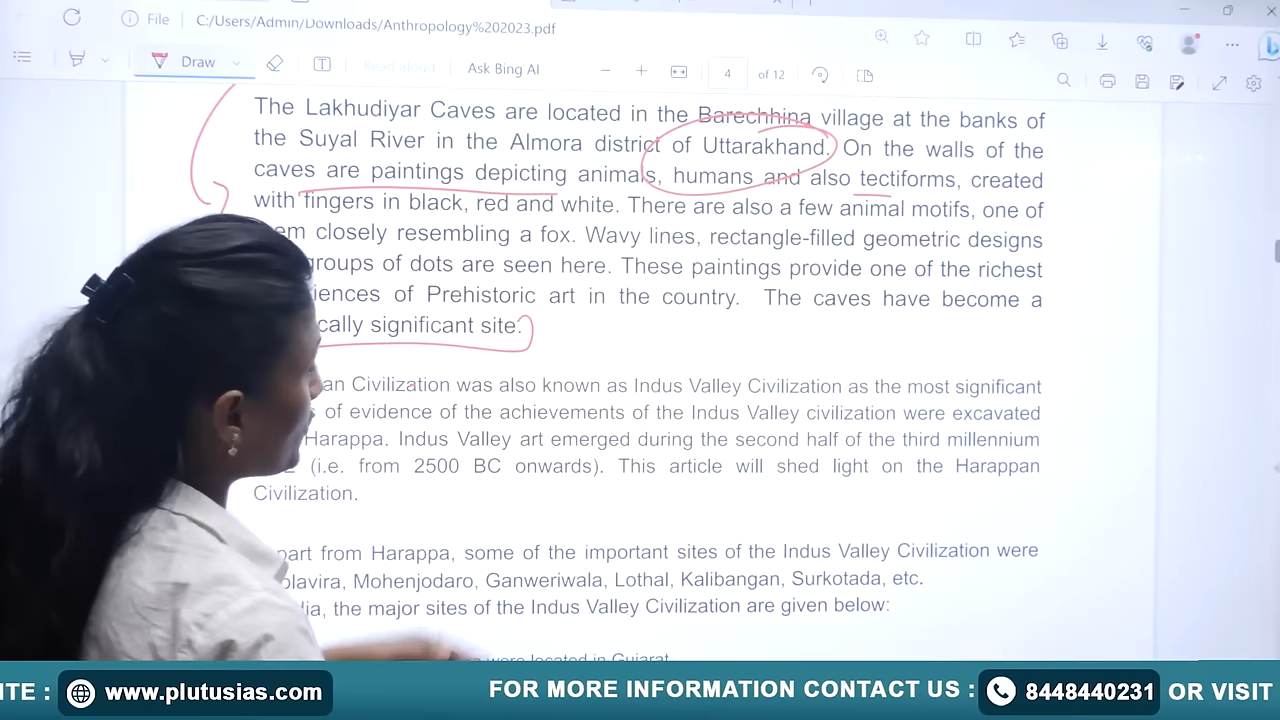 File C:/Users/Admin/Downloads/Anthropology%202023.pdf
Draw Read aloud Ask Bing AI 4 of 12
The Lakhudiyar Caves are located in the Barechhina village at the banks of
the Suyal River in the Almora district of Uttarakhand. On the walls of the
caves are paintings depicting animals, humans and also tectiforms, created
with fingers in black, red and white. There are also a few animal motifs, one of
closely resembling a fox. Wavy lines, rectangle-filled geometric designs
groups of dots are seen here. These paintings provide one of the richest
of Prehistoric art in the country. The caves have become a
significant site.
Civilization was also known as Indus Valley Civilization as the most significant
of evidence of the achievements of the Indus Valley civilization were excavated
Harappa. Indus Valley art emerged during the second half of the third millennium
(i.e. from 2500 BC onwards). This article will shed light on the Harappan
Civilization.
from Harappa, some of the important sites of the Indus Valley Civilization were
Mohenjodaro, Ganweriwala, Lothal, Kalibangan, Surkotada, etc.
the major sites of the Indus Valley Civilization are given below:
were located in Gujarat
www.plutusias.com FOR MORE INFORMATION CONTACT US : 8448440231 OR VISIT